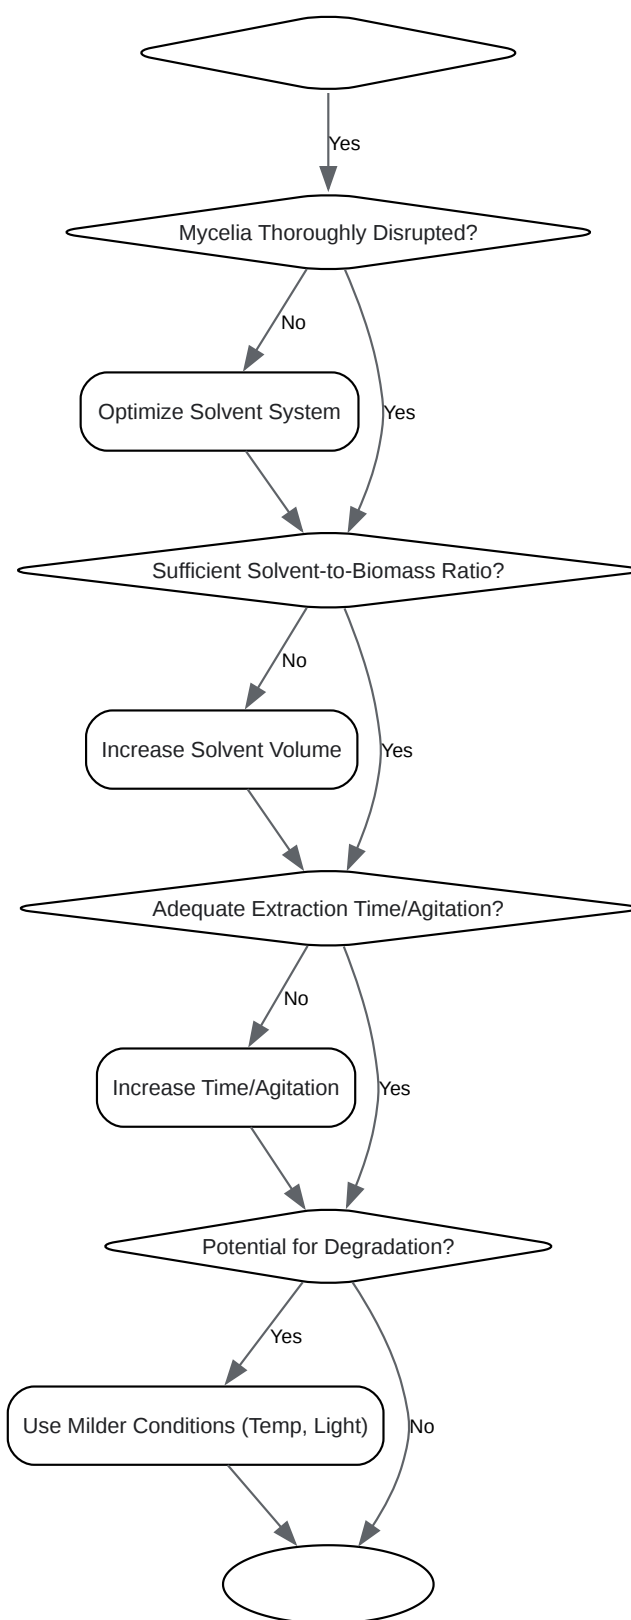 Yes
Mycelia Thoroughly Disrupted?
No
Optimize Solvent System
Yes
Sufficient Solvent-to-Biomass Ratio?
No
Increase Solvent Volume
Yes
Adequate Extraction Time/Agitation?
No
Increase Time/Agitation
Yes
Potential for Degradation?
Yes
Use Milder Conditions (Temp, Light)
No